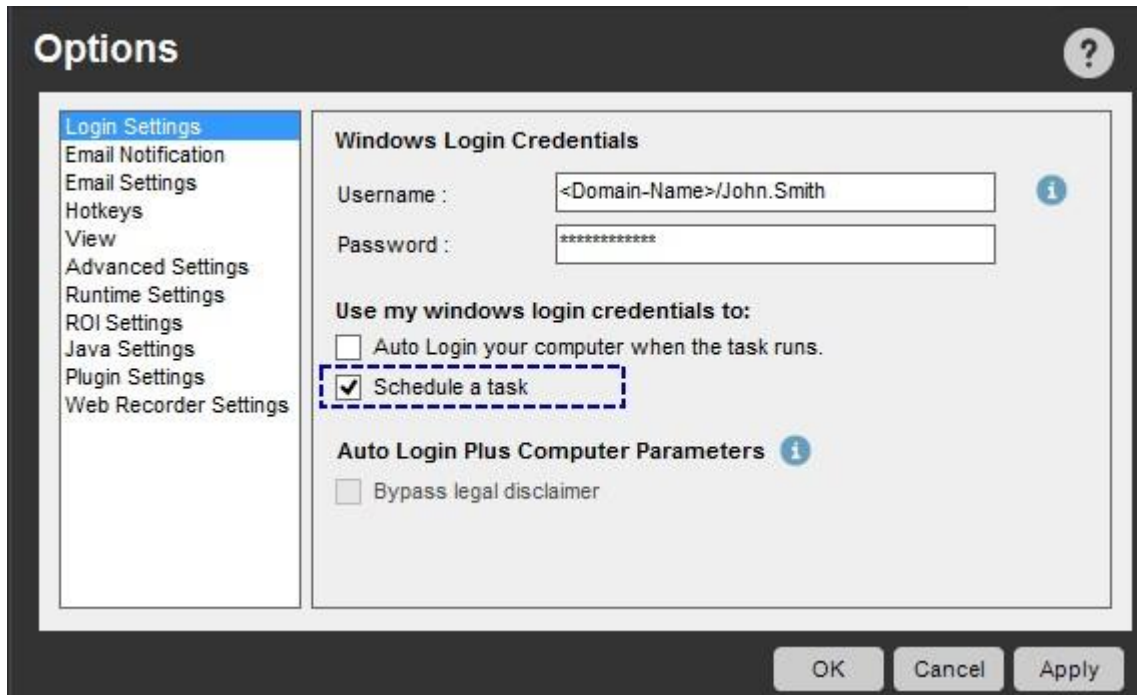 Options
?
Login Settings
Email Notification
Email Settings
Hotkeys
View
Advanced Settings
Runtime Settings
ROI Settings
Java Settings
Plugin Settings
Web Recorder Settings
Windows Login Credentials
Username :
<Domain-Name>/John.Smith
i
Password :
************
Use my windows login credentials to:
Auto Login your computer when the task runs.
Schedule a task
Auto Login Plus Computer Parameters i
Bypass legal disclaimer
OK
Cancel
Apply